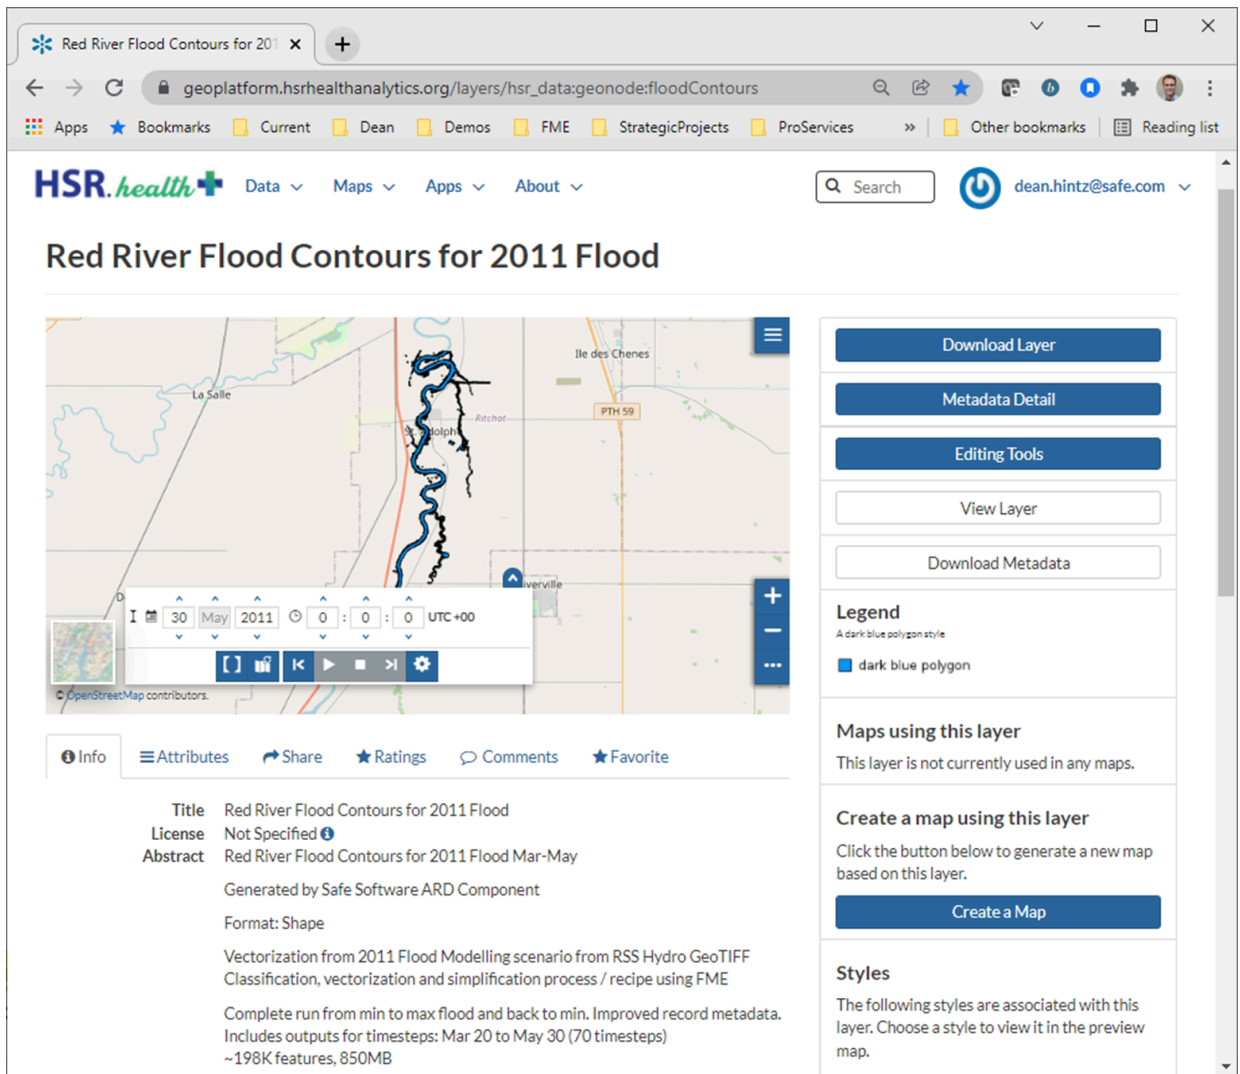 Red River Flood Contours for 201
geoplatform.hsrhealthanalytics.org/layers/hsr_data:geonode:floodContours
Apps Bookmarks Current Dean Demos FME StrategicProjects ProServices » Other bookmarks Reading list
HSR.health Data Maps Apps About Search dean.hintz@safe.com
Red River Flood Contours for 2011 Flood
Ile des Chenes
La Salle
PTH 59
Ritchot
St. Adolph
iverville
30 May 2011 0 : 0 : 0 UTC +00
© OpenStreetMap contributors.
Download Layer
Metadata Detail
Editing Tools
View Layer
Download Metadata
Legend
A dark blue polygon style
dark blue polygon
Maps using this layer
This layer is not currently used in any maps.
Create a map using this layer
Click the button below to generate a new map
based on this layer.
Create a Map
Styles
The following styles are associated with this
layer. Choose a style to view it in the preview
map.
Info Attributes Share Ratings Comments Favorite
Title Red River Flood Contours for 2011 Flood
License Not Specified
Abstract Red River Flood Contours for 2011 Flood Mar-May
Generated by Safe Software ARD Component
Format: Shape
Vectorization from 2011 Flood Modelling scenario from RSS Hydro GeoTIFF
Classification, vectorization and simplification process / recipe using FME
Complete run from min to max flood and back to min. Improved record metadata.
Includes outputs for timesteps: Mar 20 to May 30 (70 timesteps)
~198K features, 850MB